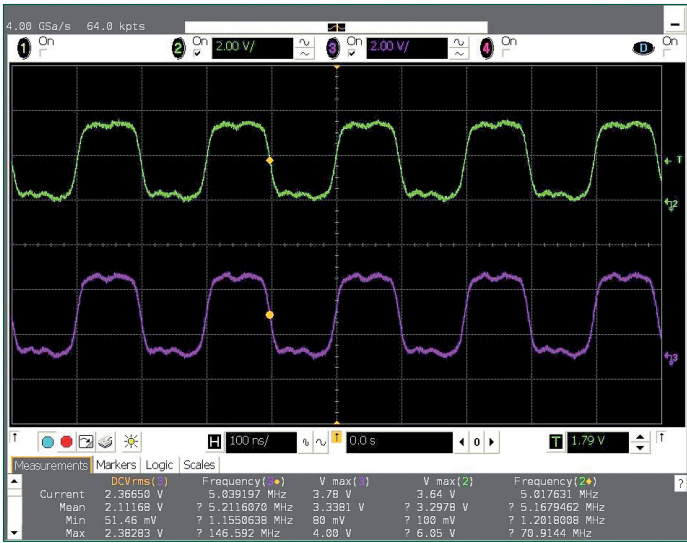 4.00 GSa/s 64.0 kpts
1 On 2 On 2.00 V/ 3 On 2.00 V/ 4 On D On
T
2
3
H 100 ns/ T 0.0 s 0 T 1.79 V
Measurements Markers Logic Scales
DCVrms(3) Frequency(3) V max(3) V max(2) Frequency(2) ?
Current 2.36650 V 5.039197 MHz 3.78 V 3.64 V 5.017631 MHz
Mean 2.11168 V ? 5.2116070 MHz 3.3381 V ? 3.2978 V ? 5.1679462 MHz
Min 51.46 mV ? 1.1550638 MHz 80 mV ? 100 mV ? 1.2018008 MHz
Max 2.38283 V ? 146.592 MHz 4.00 V ? 6.05 V ? 70.9144 MHz